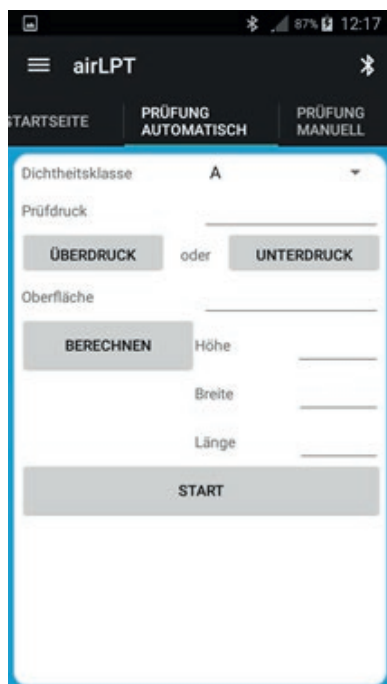 87% 12:17
airLPT
STARTSEITE PRÜFUNG AUTOMATISCH PRÜFUNG MANUELL
Dichtheitsklasse A
Prüfdruck
ÜBERDRUCK oder UNTERDRUCK
Oberfläche
BERECHNEN Höhe
Breite
Länge
START